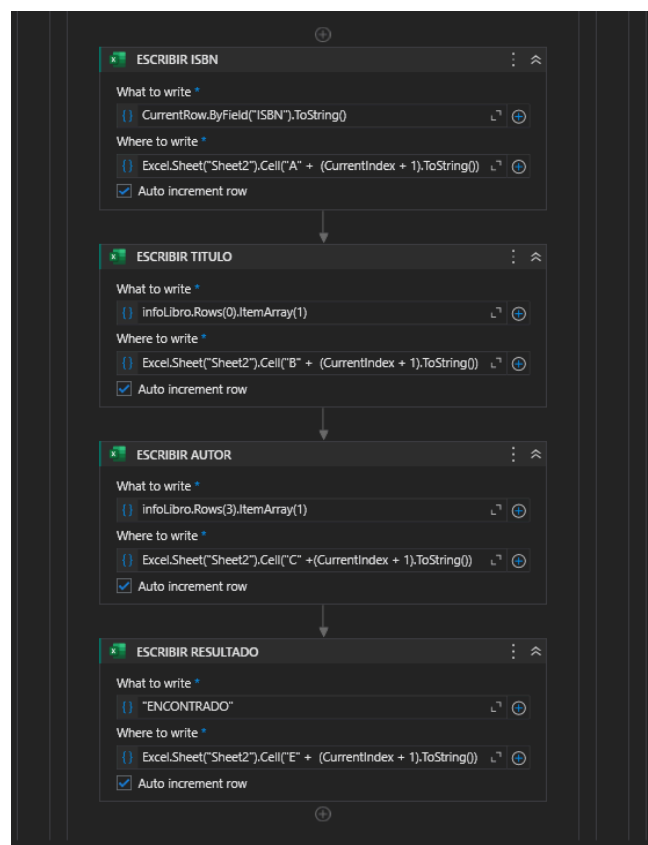 ESCRIBIR ISBN
What to write *
CurrentRow.ByField("ISBN").ToString()
Where to write *
Excel.Sheet("Sheet2").Cell("A" +  (CurrentIndex + 1).ToString())
Auto increment row
ESCRIBIR TITULO
What to write *
infoLibro.Rows(0).ItemArray(1)
Where to write *
Excel.Sheet("Sheet2").Cell("B" +  (CurrentIndex + 1).ToString())
Auto increment row
ESCRIBIR AUTOR
What to write *
infoLibro.Rows(3).ItemArray(1)
Where to write *
Excel.Sheet("Sheet2").Cell("C" +(CurrentIndex + 1).ToString())
Auto increment row
ESCRIBIR RESULTADO
What to write *
"ENCONTRADO"
Where to write *
Excel.Sheet("Sheet2").Cell("E" +  (CurrentIndex + 1).ToString())
Auto increment row